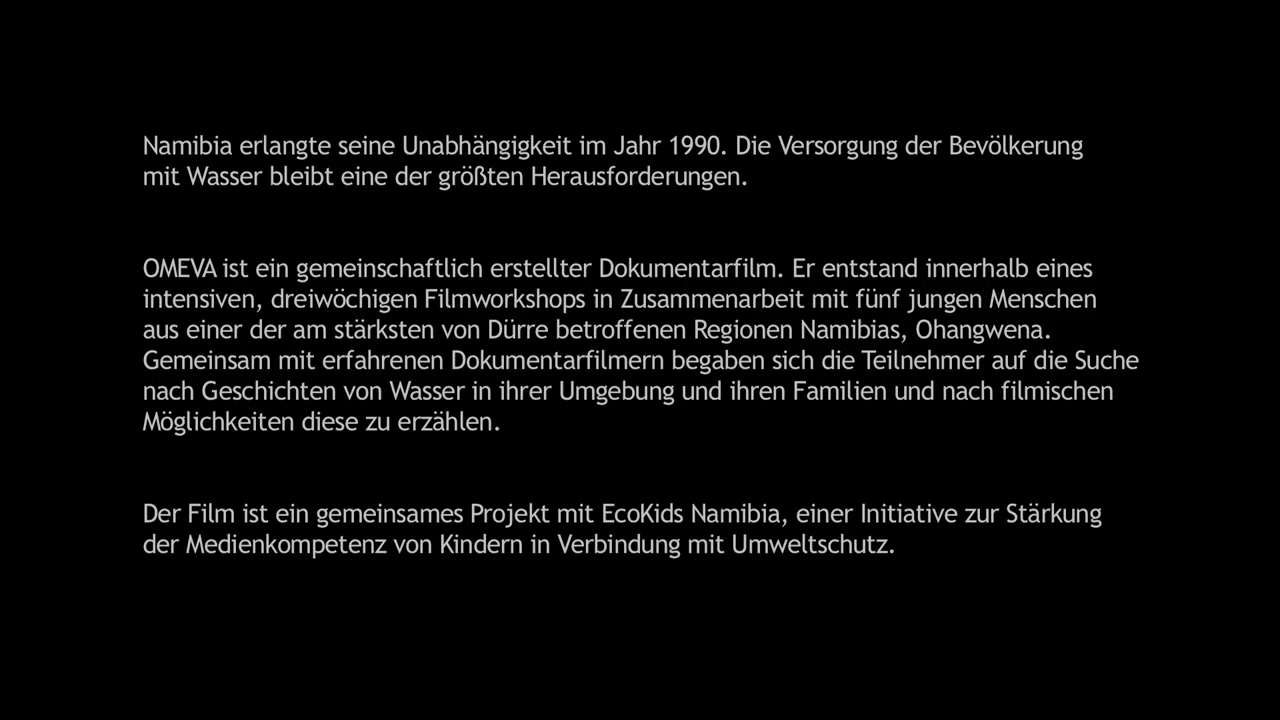 Namibia erlangte seine Unabhängigkeit im Jahr 1990. Die Versorgung der Bevölkerung
mit Wasser bleibt eine der größten Herausforderungen.
OMEVA ist ein gemeinschaftlich erstellter Dokumentarfilm. Er entstand innerhalb eines
intensiven, dreiwöchigen Filmworkshops in Zusammenarbeit mit fünf jungen Menschen
aus einer der am stärksten von Dürre betroffenen Regionen Namibias, Ohangwena.
Gemeinsam mit erfahrenen Dokumentarfilmern begaben sich die Teilnehmer auf die Suche
nach Geschichten von Wasser in ihrer Umgebung und ihren Familien und nach filmischen
Möglichkeiten diese zu erzählen.
Der Film ist ein gemeinsames Projekt mit EcoKids Namibia, einer Initiative zur Stärkung
der Medienkompetenz von Kindern in Verbindung mit Umweltschutz.